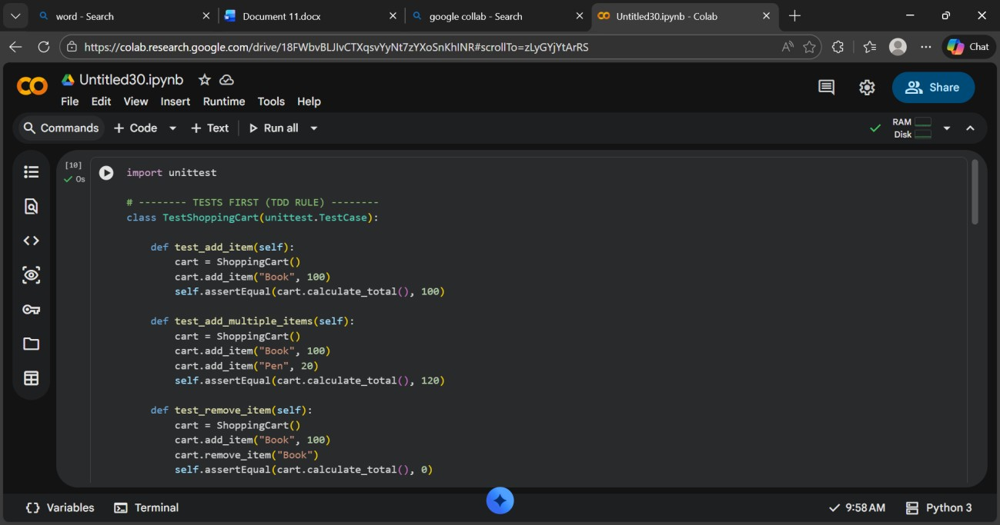 word - Search
Document 11.docx
google collab - Search
Untitled30.ipynb - Colab
https://colab.research.google.com/drive/18FWbvBLJIvCTXqsvYyNt7zYXoSnKhINR#scrollTo=zLyGYjYtArRS
Chat
Untitled30.ipynb
File Edit View Insert Runtime Tools Help
Share
Commands + Code + Text Run all
RAM
Disk
[10]
0s
import unittest
# -------- TESTS FIRST (TDD RULE) --------
class TestShoppingCart(unittest.TestCase):
def test_add_item(self):
cart = ShoppingCart()
cart.add_item("Book", 100)
self.assertEqual(cart.calculate_total(), 100)
def test_add_multiple_items(self):
cart = ShoppingCart()
cart.add_item("Book", 100)
cart.add_item("Pen", 20)
self.assertEqual(cart.calculate_total(), 120)
def test_remove_item(self):
cart = ShoppingCart()
cart.add_item("Book", 100)
cart.remove_item("Book")
self.assertEqual(cart.calculate_total(), 0)
Variables Terminal
9:58 AM Python 3